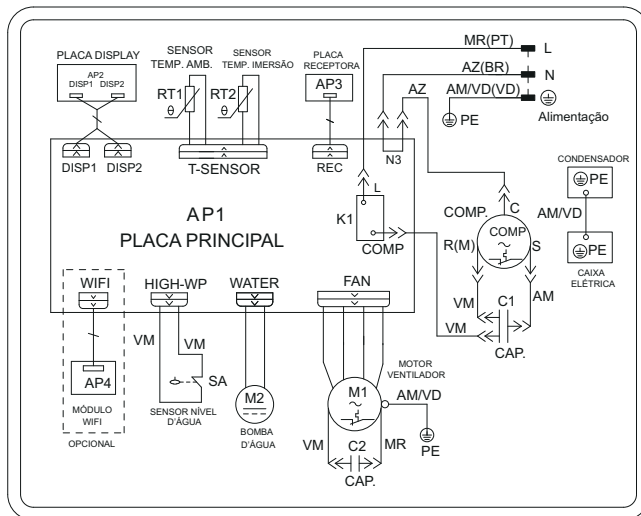 PLACA DISPLAY
AP2
DISP1 DISP2
DISP1 DISP2
SENSOR
TEMP. AMB.
SENSOR
TEMP. IMERSÃO
RT1
θ
RT2
θ
T-SENSOR
PLACA
RECEPTORA
AP3
REC
MR(PT)
L
AZ(BR)
N
AZ
AM/VD(VD)
PE
Alimentação
N3
L
K1
COMP
AP1
PLACA PRINCIPAL
CONDENSADOR
PE
AM/VD
PE
CAIXA
ELÉTRICA
COMP.
C
COMP
R(M)
S
VM
C1
AM
VM
CAP.
WIFI
AP4
MÓDULO
WIFI
OPCIONAL
HIGH-WP
VM
VM
SA
SENSOR NÍVEL
D'ÁGUA
WATER
M2
BOMBA
D'ÁGUA
FAN
MOTOR
VENTILADOR
M1
AM/VD
PE
VM
C2
MR
CAP.